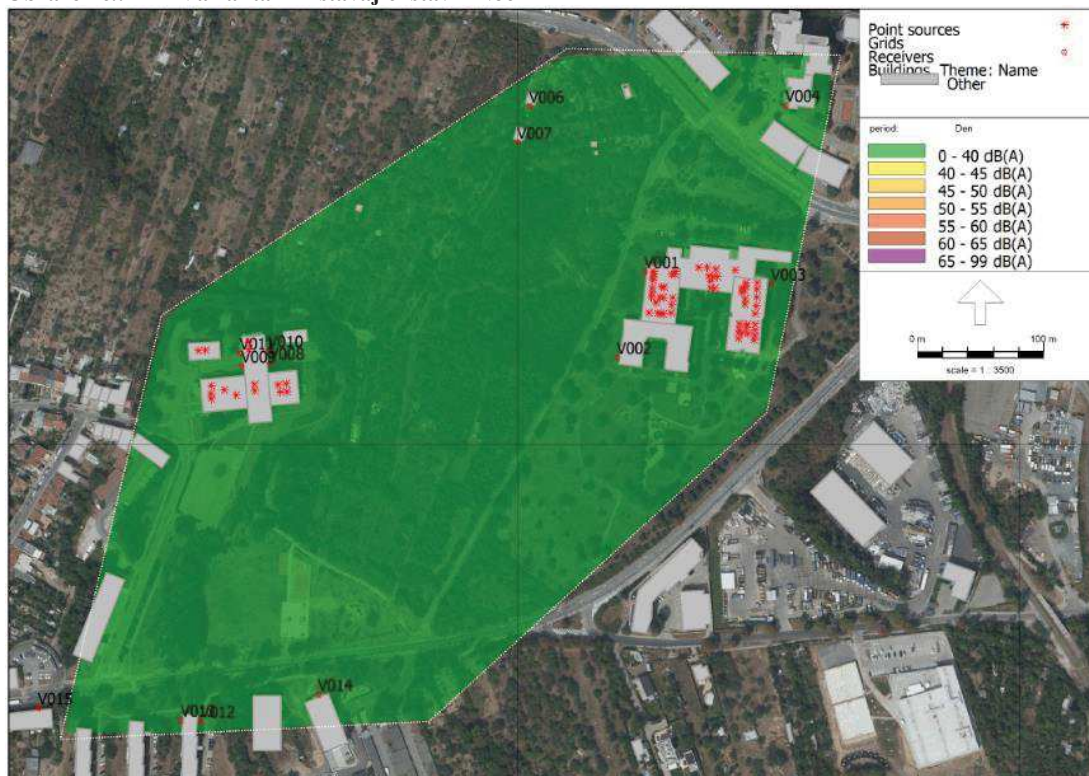 Point sources
Grids
Receivers
Buildings Theme: Name
Other
period: Den
0 - 40 dB(A)
40 - 45 dB(A)
45 - 50 dB(A)
50 - 55 dB(A)
55 - 60 dB(A)
60 - 65 dB(A)
65 - 99 dB(A)
0 m
100 m
scale = 1 : 3500
V006
V004
V007
V001
V003
V002
V011
V010
V009
V008
V014
V015
V013
V012